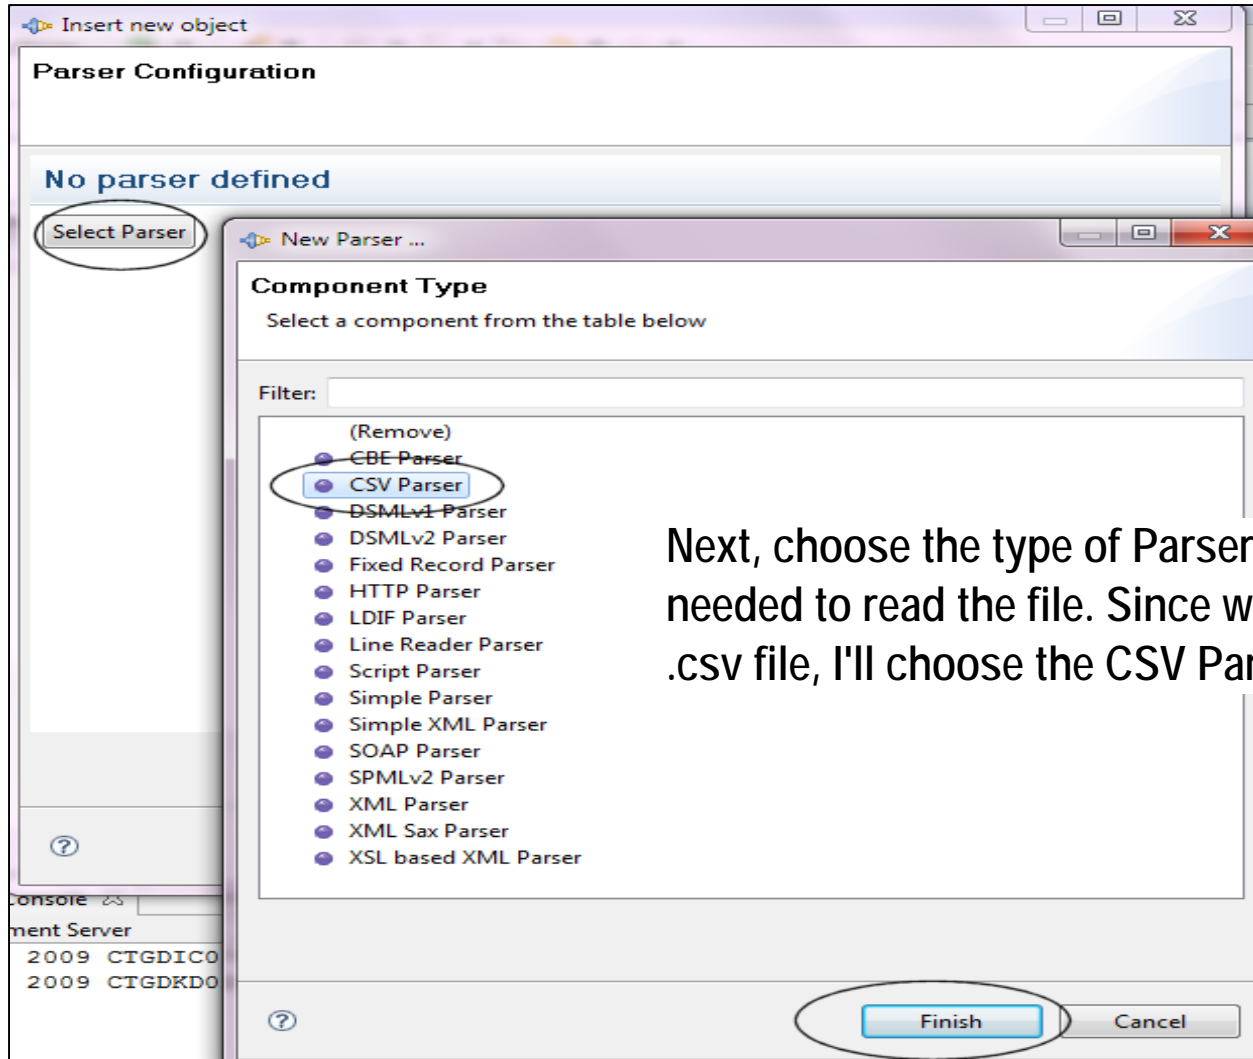 Insert new object
Parser Configuration
No parser defined
Select Parser
New Parser ...
Component Type
Select a component from the table below
Filter:
(Remove)
CBE Parser
CSV Parser
DSMLv1 Parser
DSMLv2 Parser
Fixed Record Parser
HTTP Parser
LDIF Parser
Line Reader Parser
Script Parser
Simple Parser
Simple XML Parser
SOAP Parser
SPMLv2 Parser
XML Parser
XML Sax Parser
XSL based XML Parser
Next, choose the type of Parser
needed to read the file. Since w
.csv file, I'll choose the CSV Par
Console
ment Server
2009 CTGDIC0
2009 CTGDKD0
Finish
Cancel